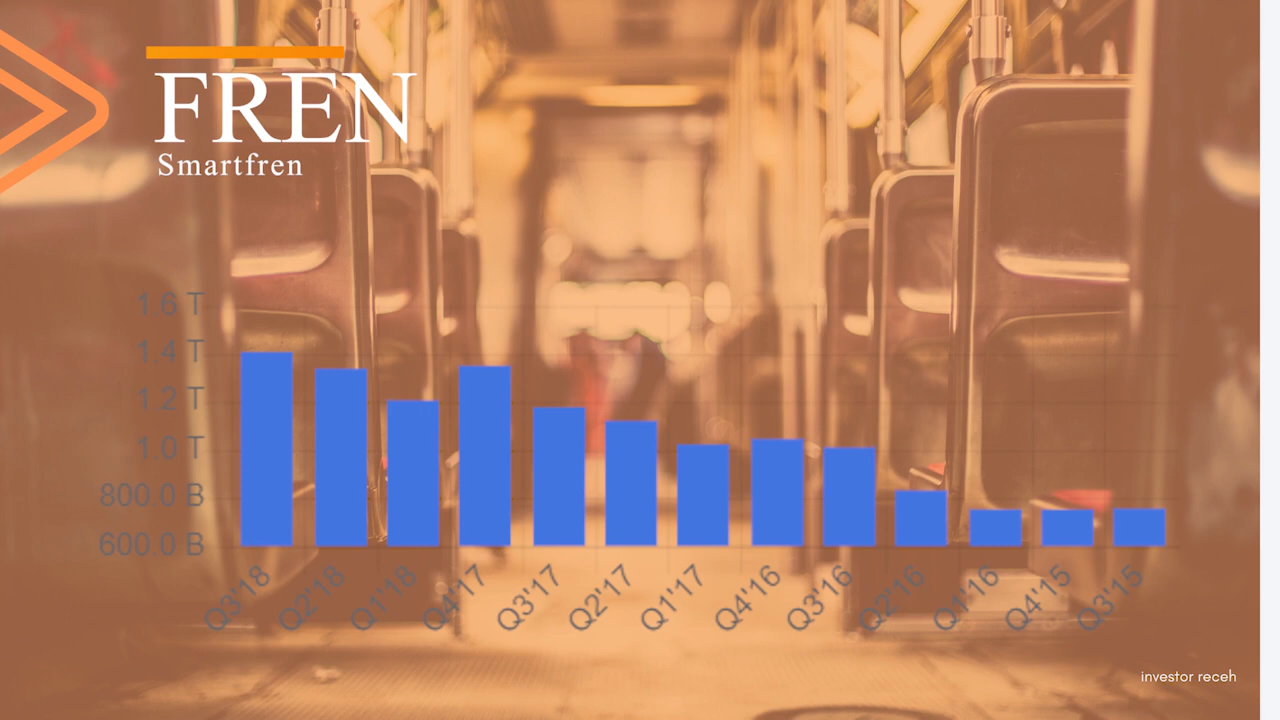 FREN
Smartfren
1.6 T
1.4 T
1.2 T
1.0 T
800.0 B
600.0 B
Q3'18 Q2'18 Q1'18 Q4'17 Q3'17 Q2'17 Q1'17 Q4'16 Q3'16 Q2'16 Q1'16 Q4'15 Q3'15
investor receh